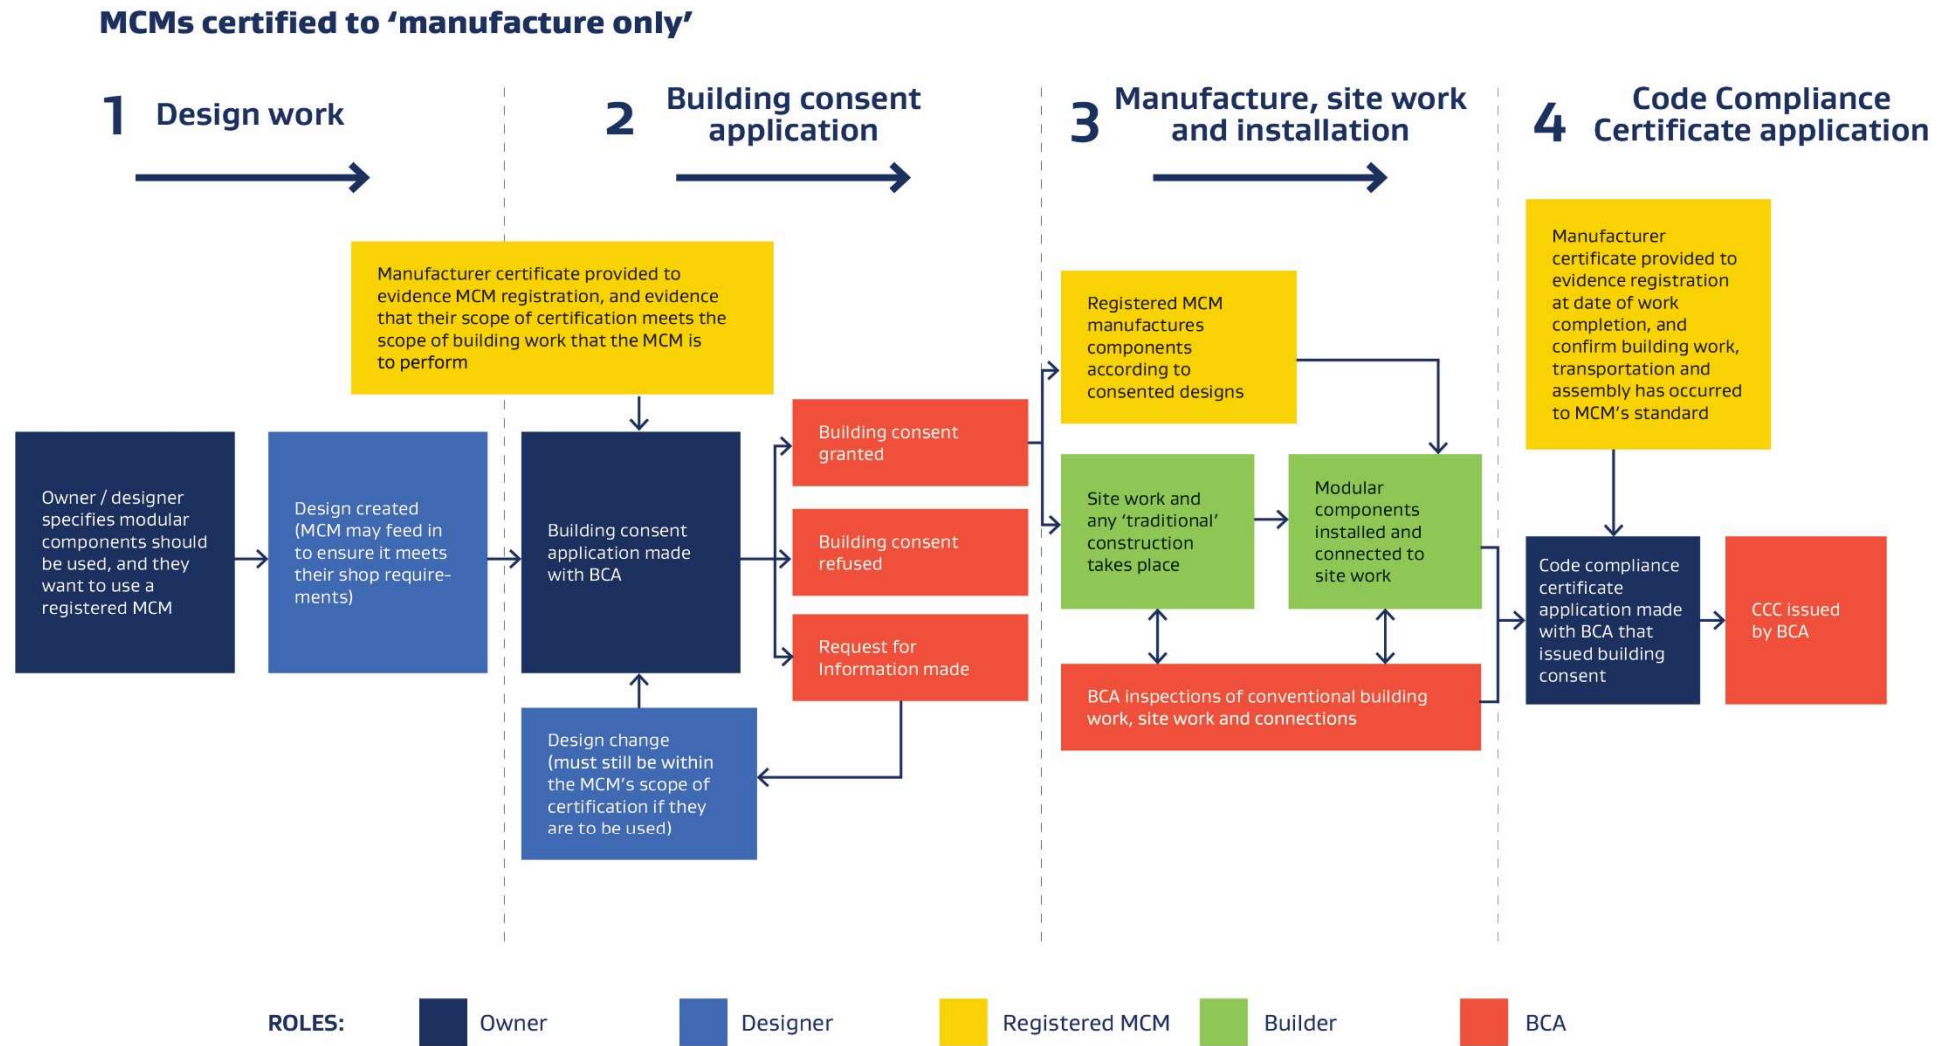 MCMs certified to ‘manufacture only’
1 Design work
2 Building consent
application
3 Manufacture, site work
and installation
4 Code Compliance
Certificate application
Manufacturer certificate provided to
evidence MCM registration, and evidence
that their scope of certification meets the
scope of building work that the MCM is
to perform
Owner / designer
specifies modular
components should
be used, and they
want to use a
registered MCM
Design created
(MCM may feed in
to ensure it meets
their shop require-
ments)
Building consent
application made
with BCA
Building consent
granted
Building consent
refused
Request for
Information made
Design change
(must still be within
the MCM’s scope of
certification if they
are to be used)
Registered MCM
manufactures
components
according to
consented designs
Site work and
any ‘traditional’
construction
takes place
Modular
components
installed and
connected to
site work
BCA inspections of conventional building
work, site work and connections
Manufacturer
certificate provided to
evidence registration
at date of work
completion, and
confirm building work,
transportation and
assembly has occurred
to MCM’s standard
Code compliance
certificate
application made
with BCA that
issued building
consent
CCC issued
by BCA
ROLES:
Owner
Designer
Registered MCM
Builder
BCA